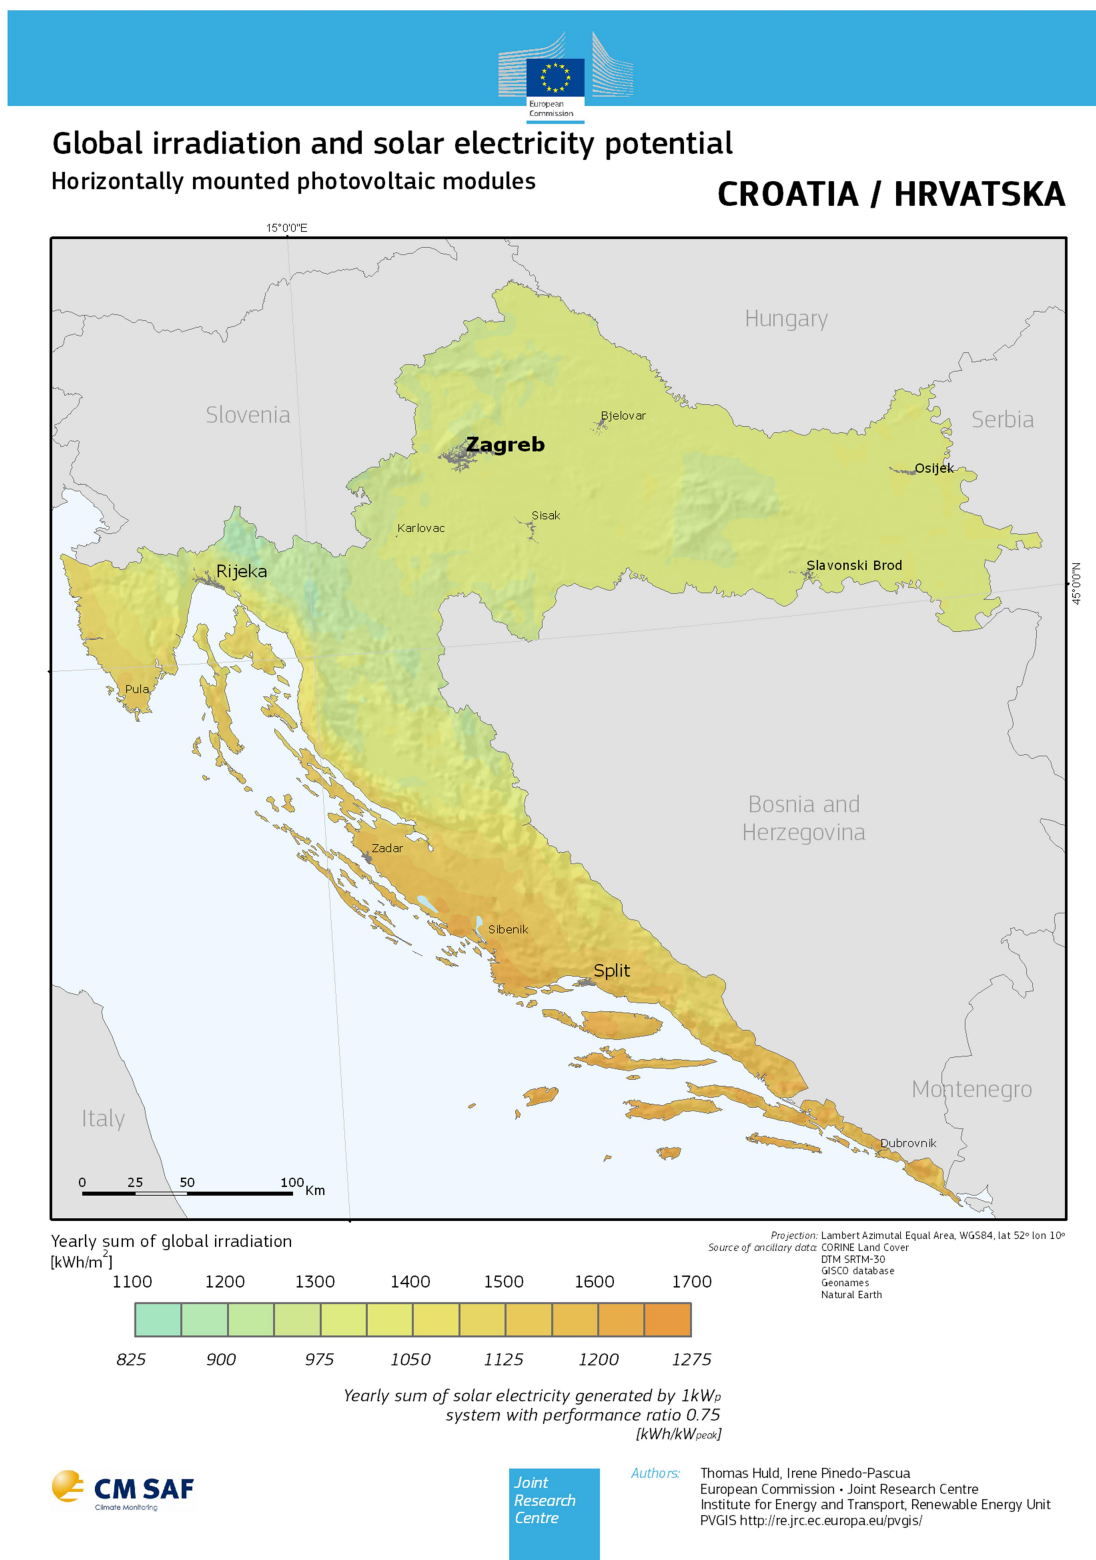 European
Commission
Global irradiation and solar electricity potential
Horizontally mounted photovoltaic modules
CROATIA / HRVATSKA
15°0'0"E
Hungary
Slovenia
Serbia
Bjelovar
Zagreb
Osijek
Sisak
Karlovac
Slavonski Brod
Rijeka
45°0'0"N
Pula
Bosnia and
Herzegovina
Zadar
Sibenik
Split
Montenegro
Italy
Dubrovnik
0 25 50 100 Km
Yearly sum of global irradiation
[kWh/m²]
1100 1200 1300 1400 1500 1600 1700
825 900 975 1050 1125 1200 1275
Yearly sum of solar electricity generated by 1kWp
system with performance ratio 0.75
[kWh/kWpeak]
Projection: Lambert Azimutal Equal Area, WGS84, lat 52º lon 10º
Source of ancillary data: CORINE Land Cover
DTM SRTM-30
GISCO database
Geonames
Natural Earth
CM SAF
Climate Monitoring
Joint
Research
Centre
Authors: Thomas Huld, Irene Pinedo-Pascua
European Commission • Joint Research Centre
Institute for Energy and Transport, Renewable Energy Unit
PVGIS http://re.jrc.ec.europa.eu/pvgis/